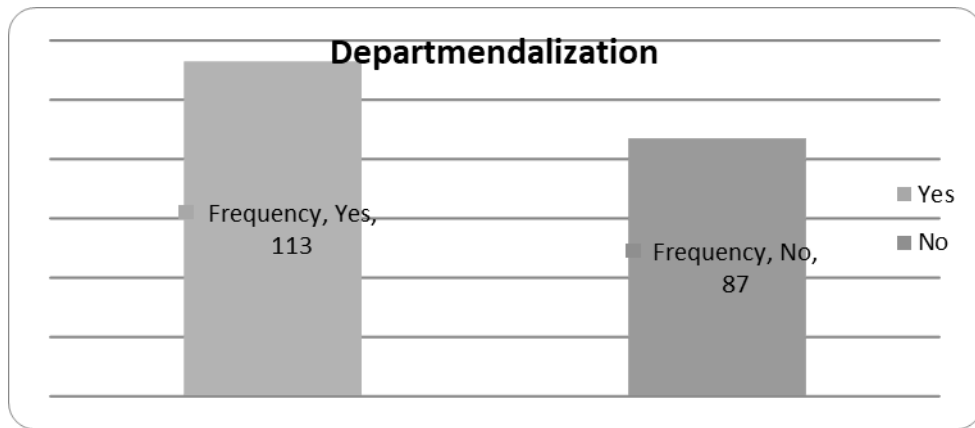 Departmendalization
Frequency, Yes,
113
Frequency, No,
87
Yes
No